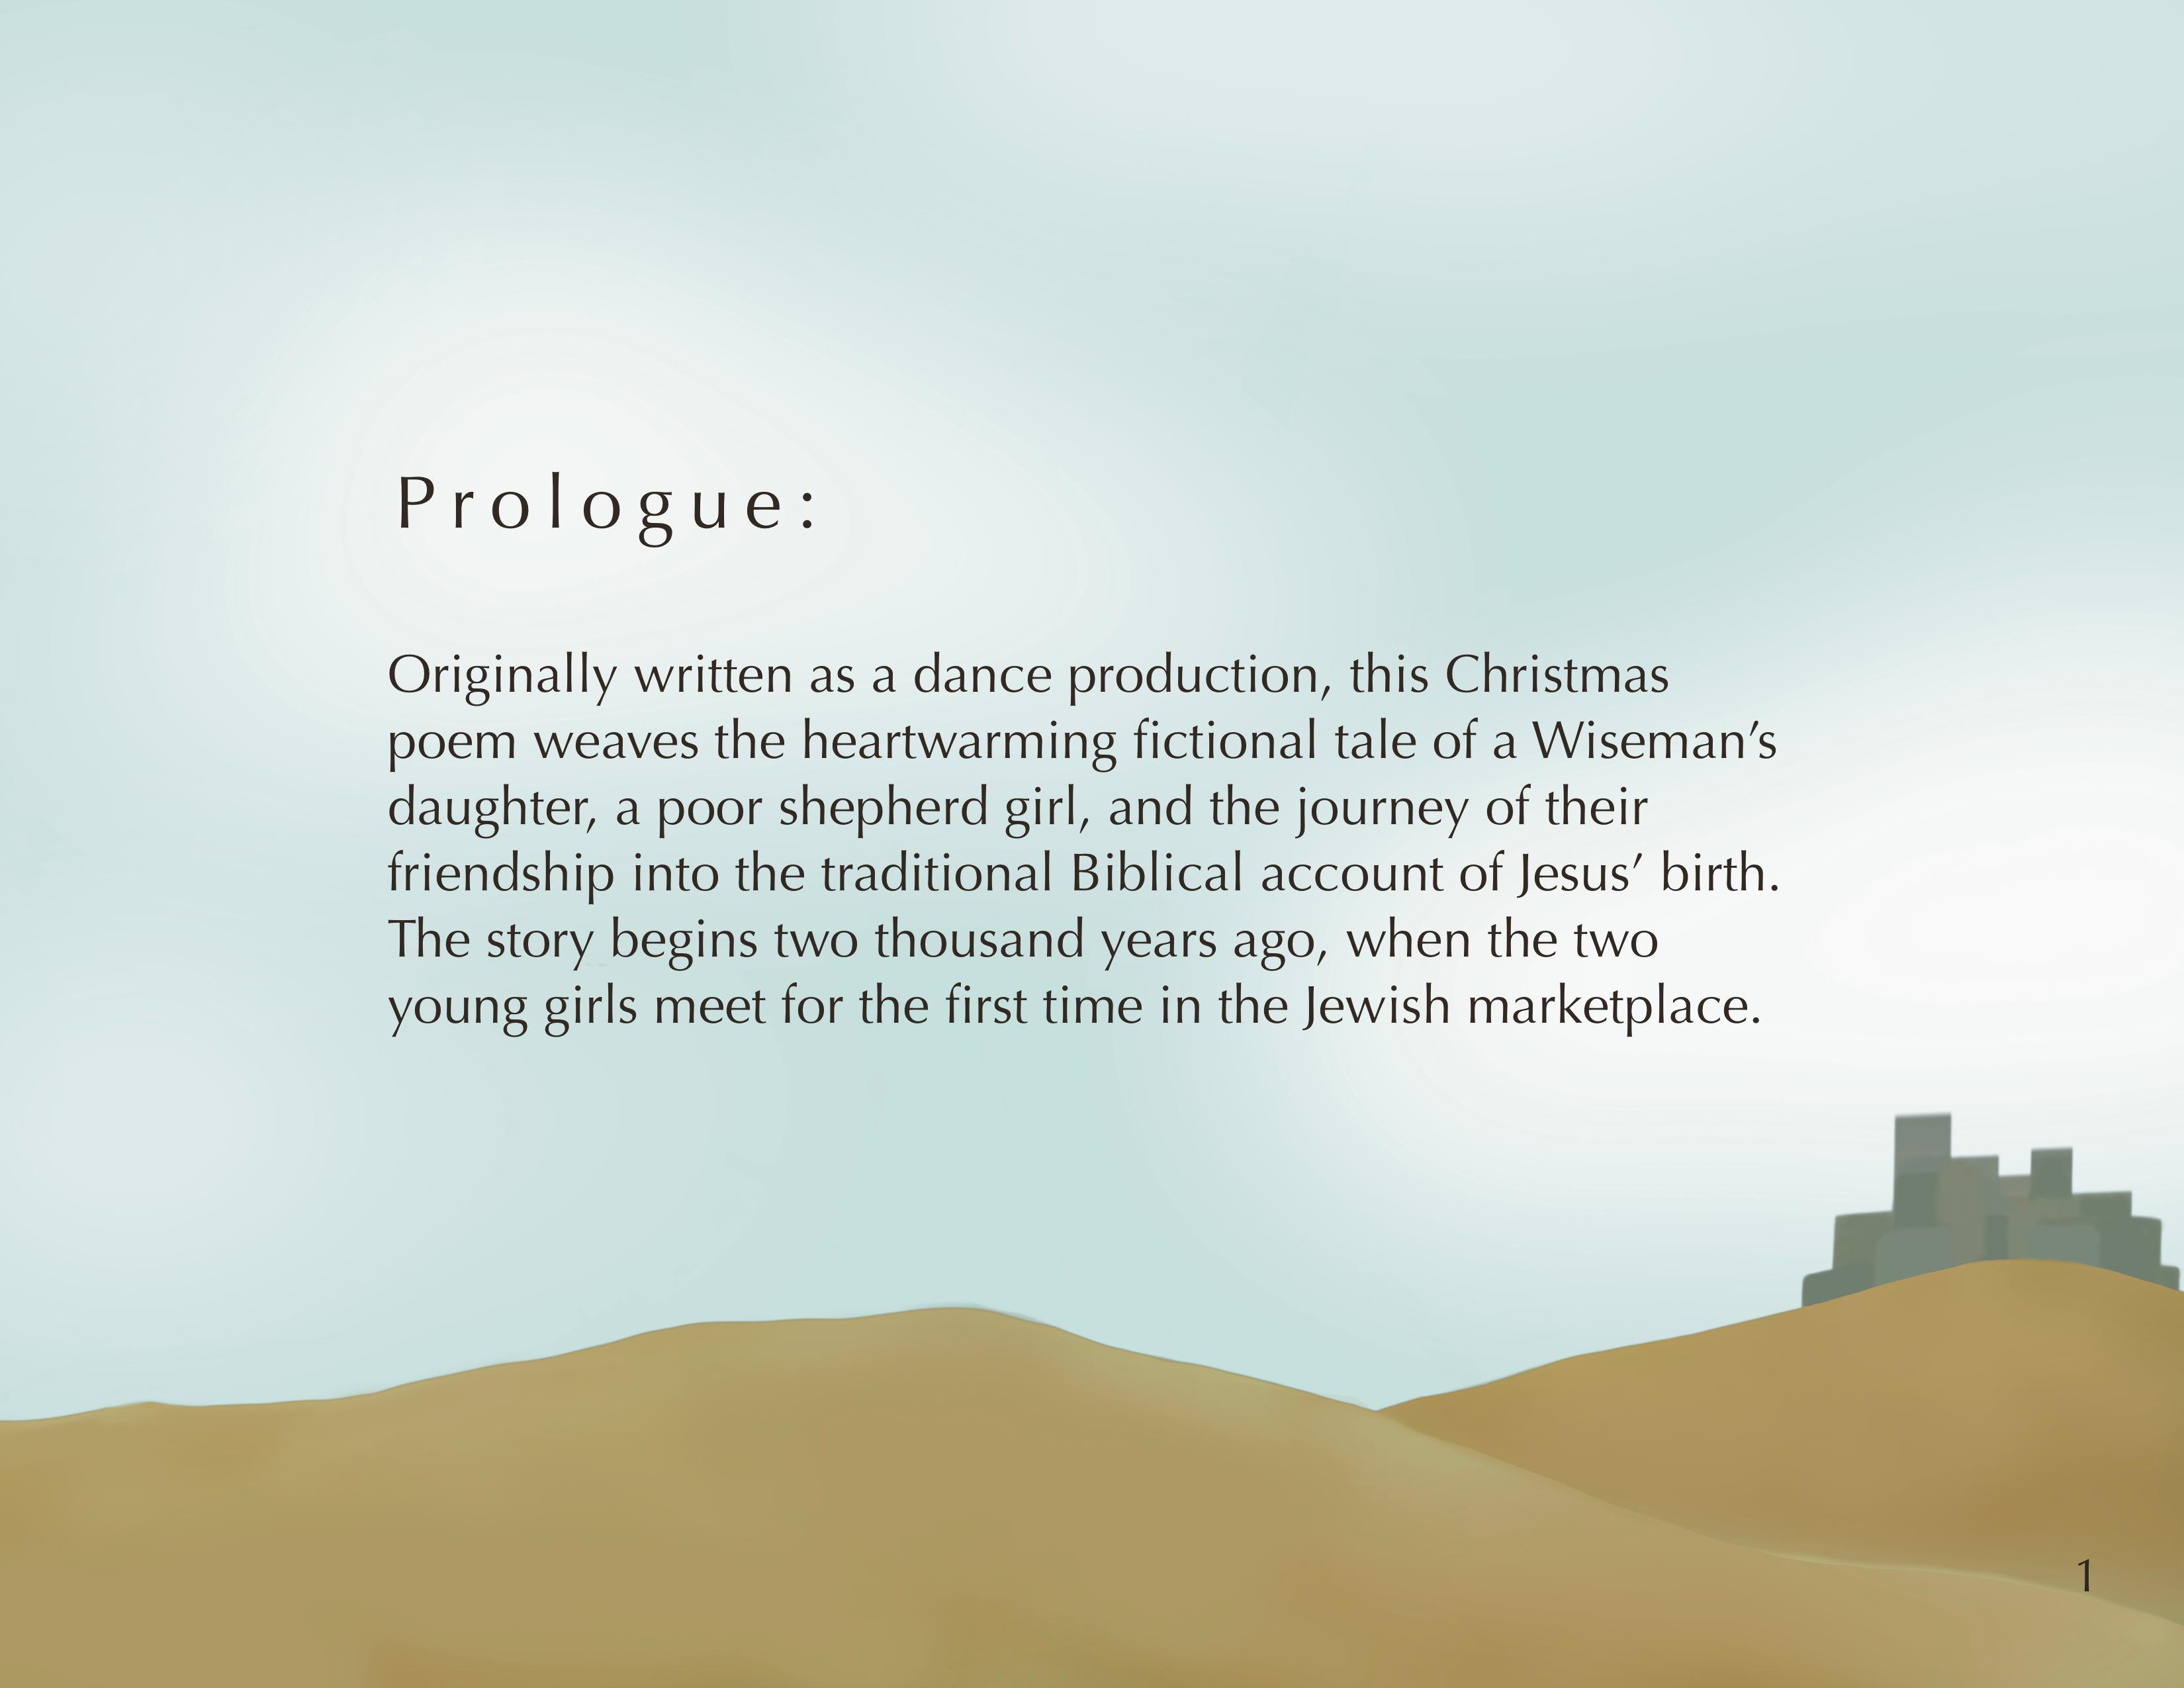 Prologue:
Originally written as a dance production, this Christmas
poem weaves the heartwarming fictional tale of a Wiseman’s
daughter, a poor shepherd girl, and the journey of their
friendship into the traditional Biblical account of Jesus’ birth.
The story begins two thousand years ago, when the two
young girls meet for the first time in the Jewish marketplace.
1